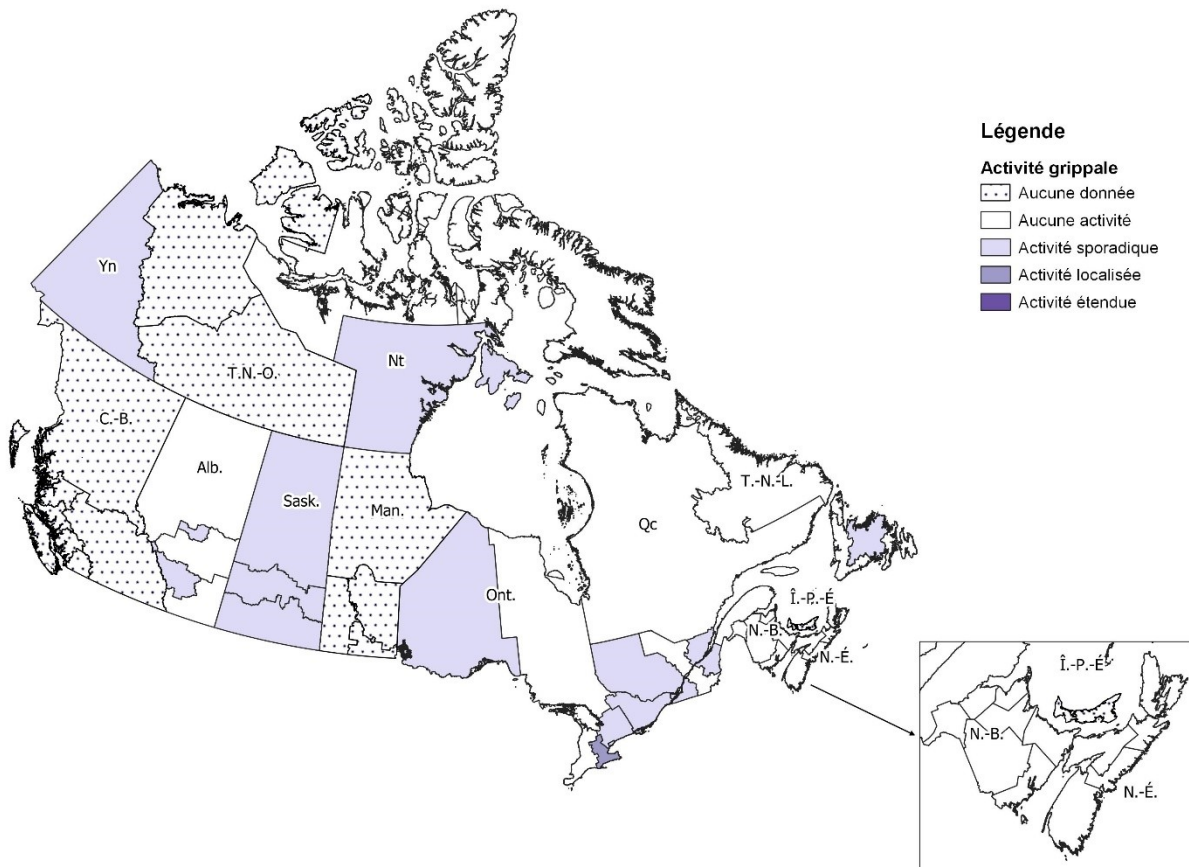 Légende
Activité grippale
Aucune donnée
Aucune activité
Activité sporadique
Activité localisée
Activité étendue
Yn
T.N.-O.
Nt
C.-B.
Alb.
Sask.
Man.
Ont.
Qc
T.-N.-L.
Î.-P.-É
N.-B.
N.-É.
Î.-P.-É
N.-B.
N.-É.